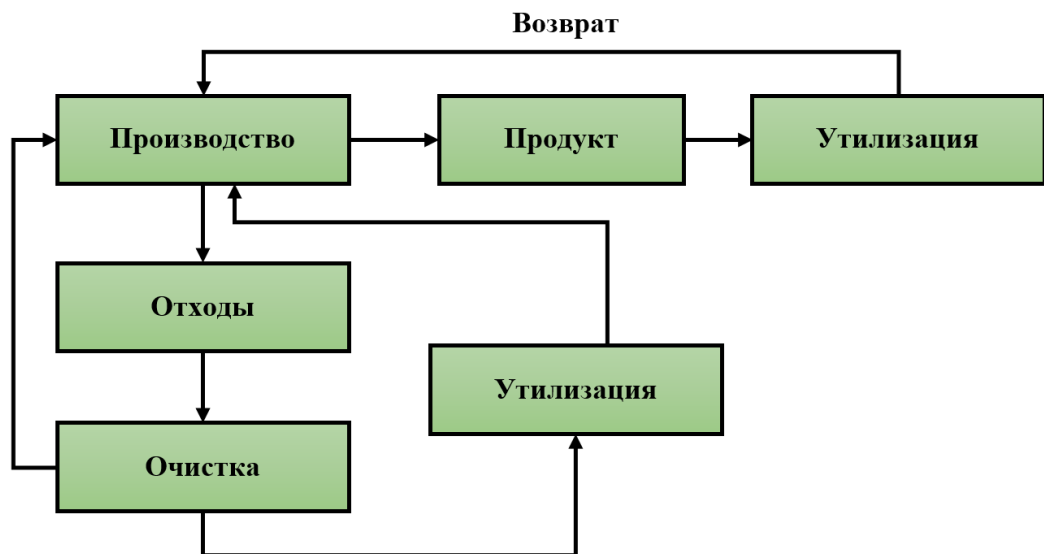 Возврат
Производство
Продукт
Утилизация
Отходы
Утилизация
Очистка